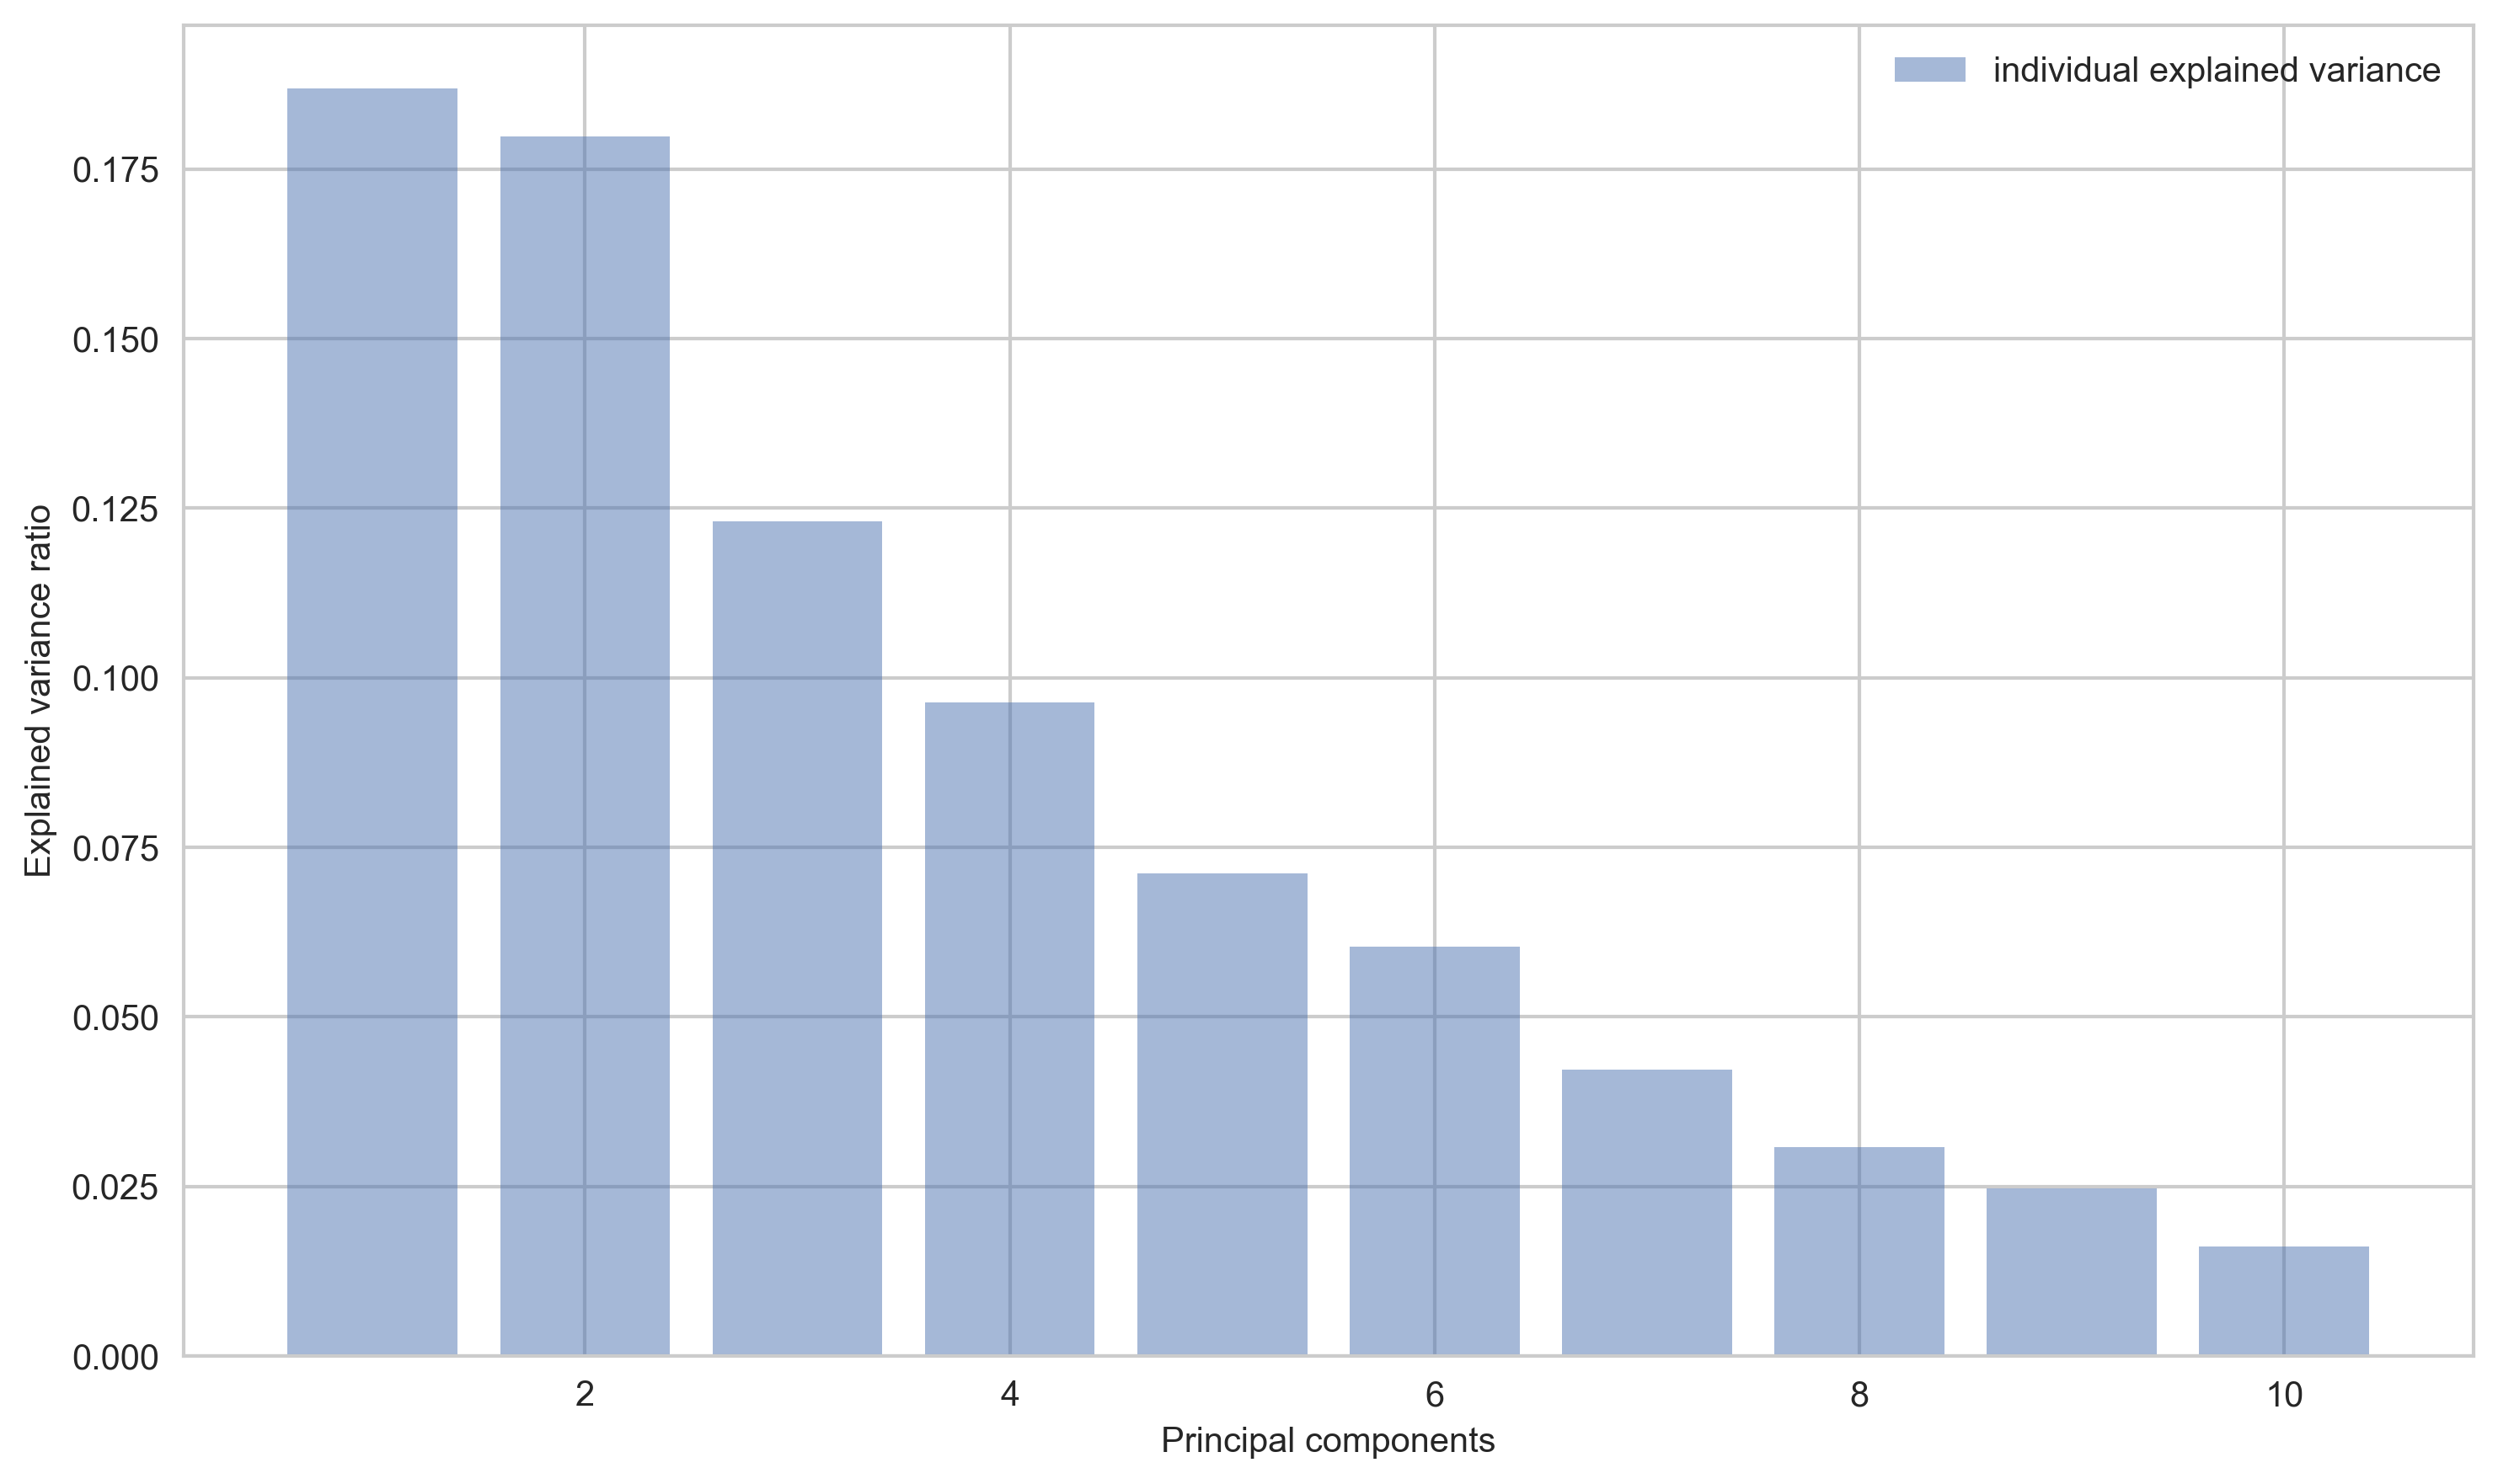 individual explained variance
0.175
0.150
0.125
0.100
0.075
0.050
0.025
0.000
Explained variance ratio
2 4 6 8 10
Principal components